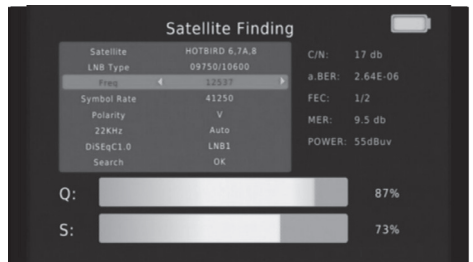 Satellite Finding
Satellite HOTBIRD 6,7A,8
LNB Type 09750/10600
Freq 12537
Symbol Rate 41250
Polarity V
22KHz Auto
DiSEqC1.0 LNB1
Search OK
C/N: 17 db
a.BER: 2.64E-06
FEC: 1/2
MER: 9.5 db
POWER: 55dBuv
Q: 87%
S: 73%